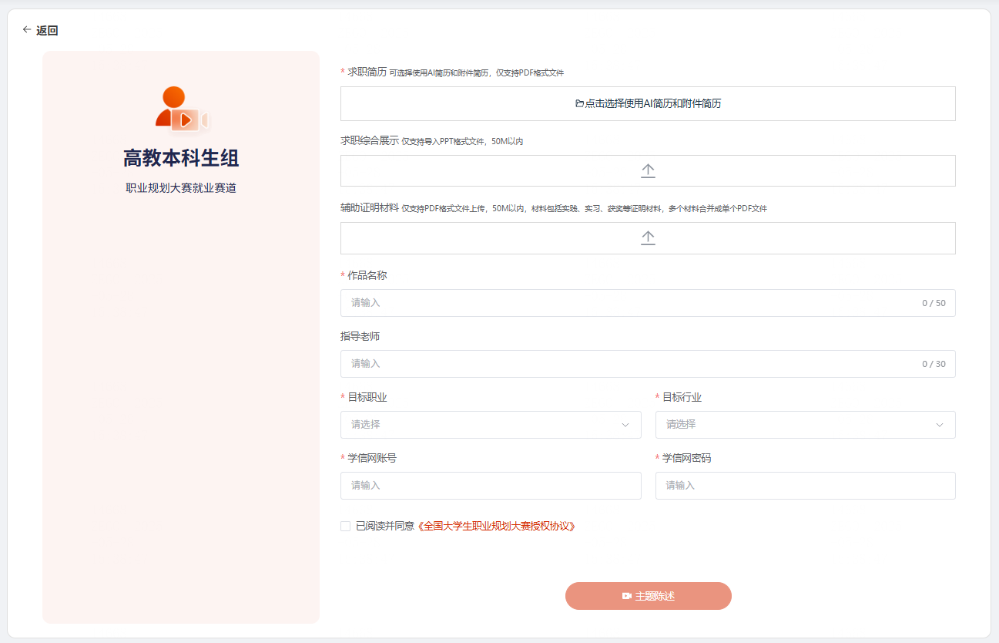 返回
高教本科生组
职业规划大赛就业赛道
* 求职简历 可选择使用AI简历和附件简历，仅支持PDF格式文件
点击选择使用AI简历和附件简历
求职综合展示 仅支持导入PPT格式文件，50M以内
辅助证明材料 仅支持PDF格式文件上传，50M以内，材料包括实践、实习、获奖等证明材料，多个材料合并成单个PDF文件
* 作品名称
请输入 0 / 50
指导老师
请输入 0 / 30
* 目标职业 * 目标行业
请选择 请选择
* 学信网账号 * 学信网密码
请输入 请输入
已阅读并同意《全国大学生职业规划大赛授权协议》
主题陈述